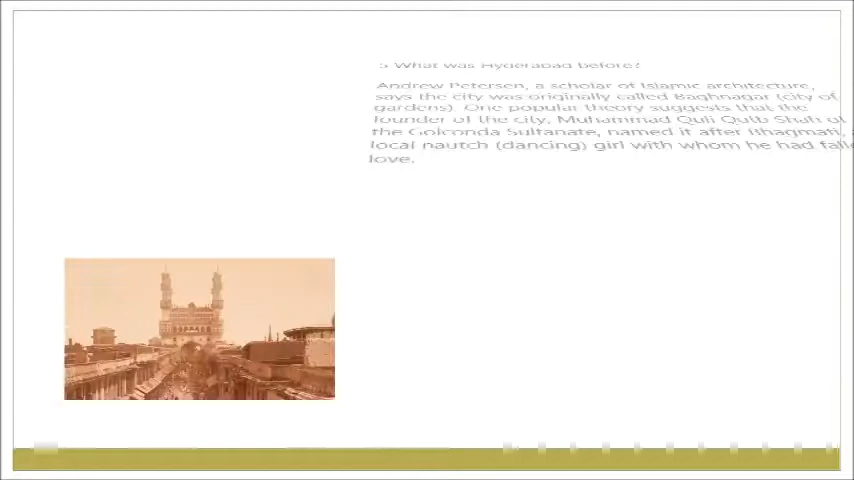 5 What was Hyderabad before?
Andrew Petersen, a scholar of Islamic architecture,
says the city was originally called Baghnagar (city of
gardens). One popular theory suggests that the
founder of the city, Muhammad Quli Qutb Shah of
the Golconda Sultanate, named it after Bhagmati,
local nautch (dancing) girl with whom he had
love.